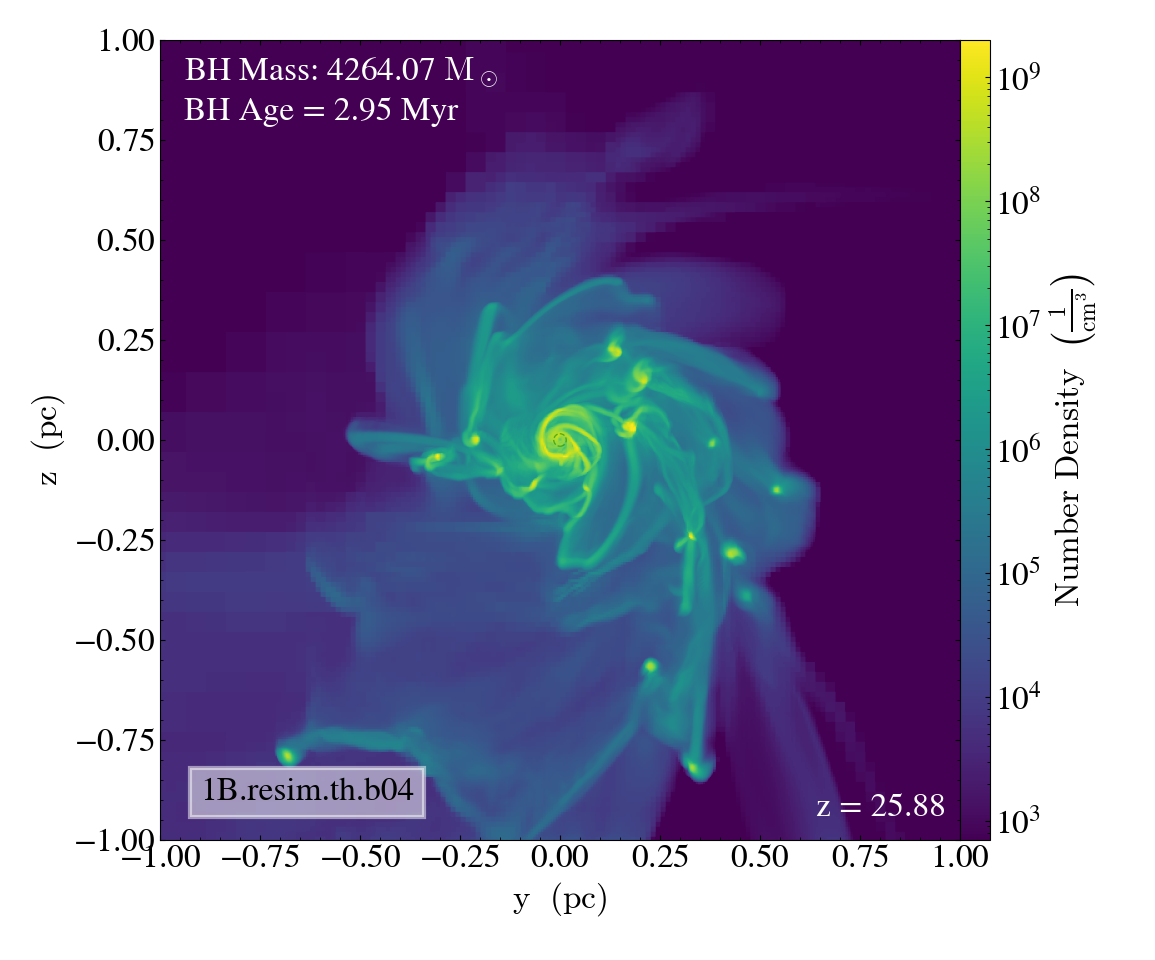 BH Mass: 4264.07 M⊙
BH Age = 2.95 Myr
1.00
0.75
0.50
0.25
0.00
−0.25
−0.50
−0.75
−1.00
z (pc)
1B.resim.th.b04
z = 25.88
−1.00 −0.75 −0.50 −0.25 0.00 0.25 0.50 0.75 1.00
y (pc)
10⁹
10⁸
10⁷
10⁶
10⁵
10⁴
10³
Number Density (1/cm³)